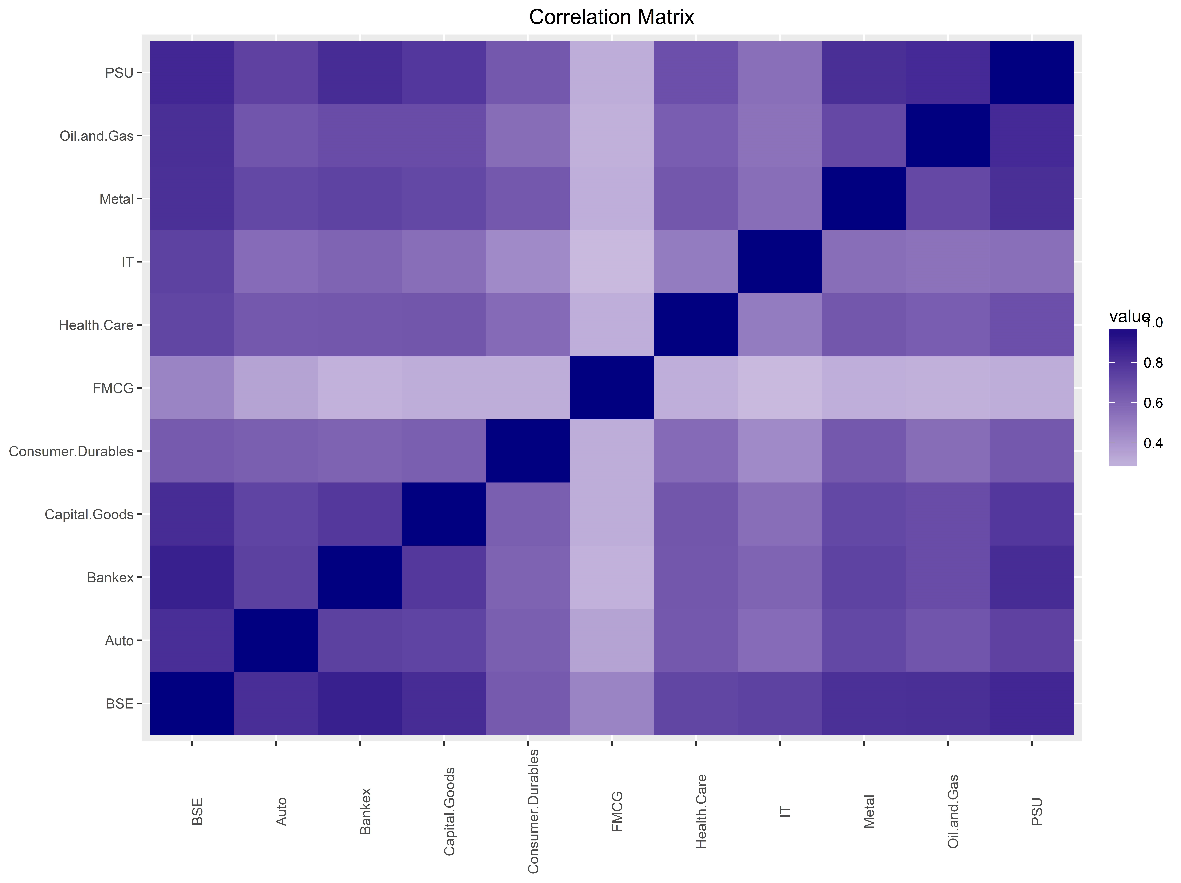 Correlation Matrix
PSU
Oil.and.Gas
Metal
IT
Health.Care
FMCG
Consumer.Durables
Capital.Goods
Bankex
Auto
BSE
BSE
Auto
Bankex
Capital.Goods
Consumer.Durables
FMCG
Health.Care
IT
Metal
Oil.and.Gas
PSU
value
1.0
0.8
0.6
0.4